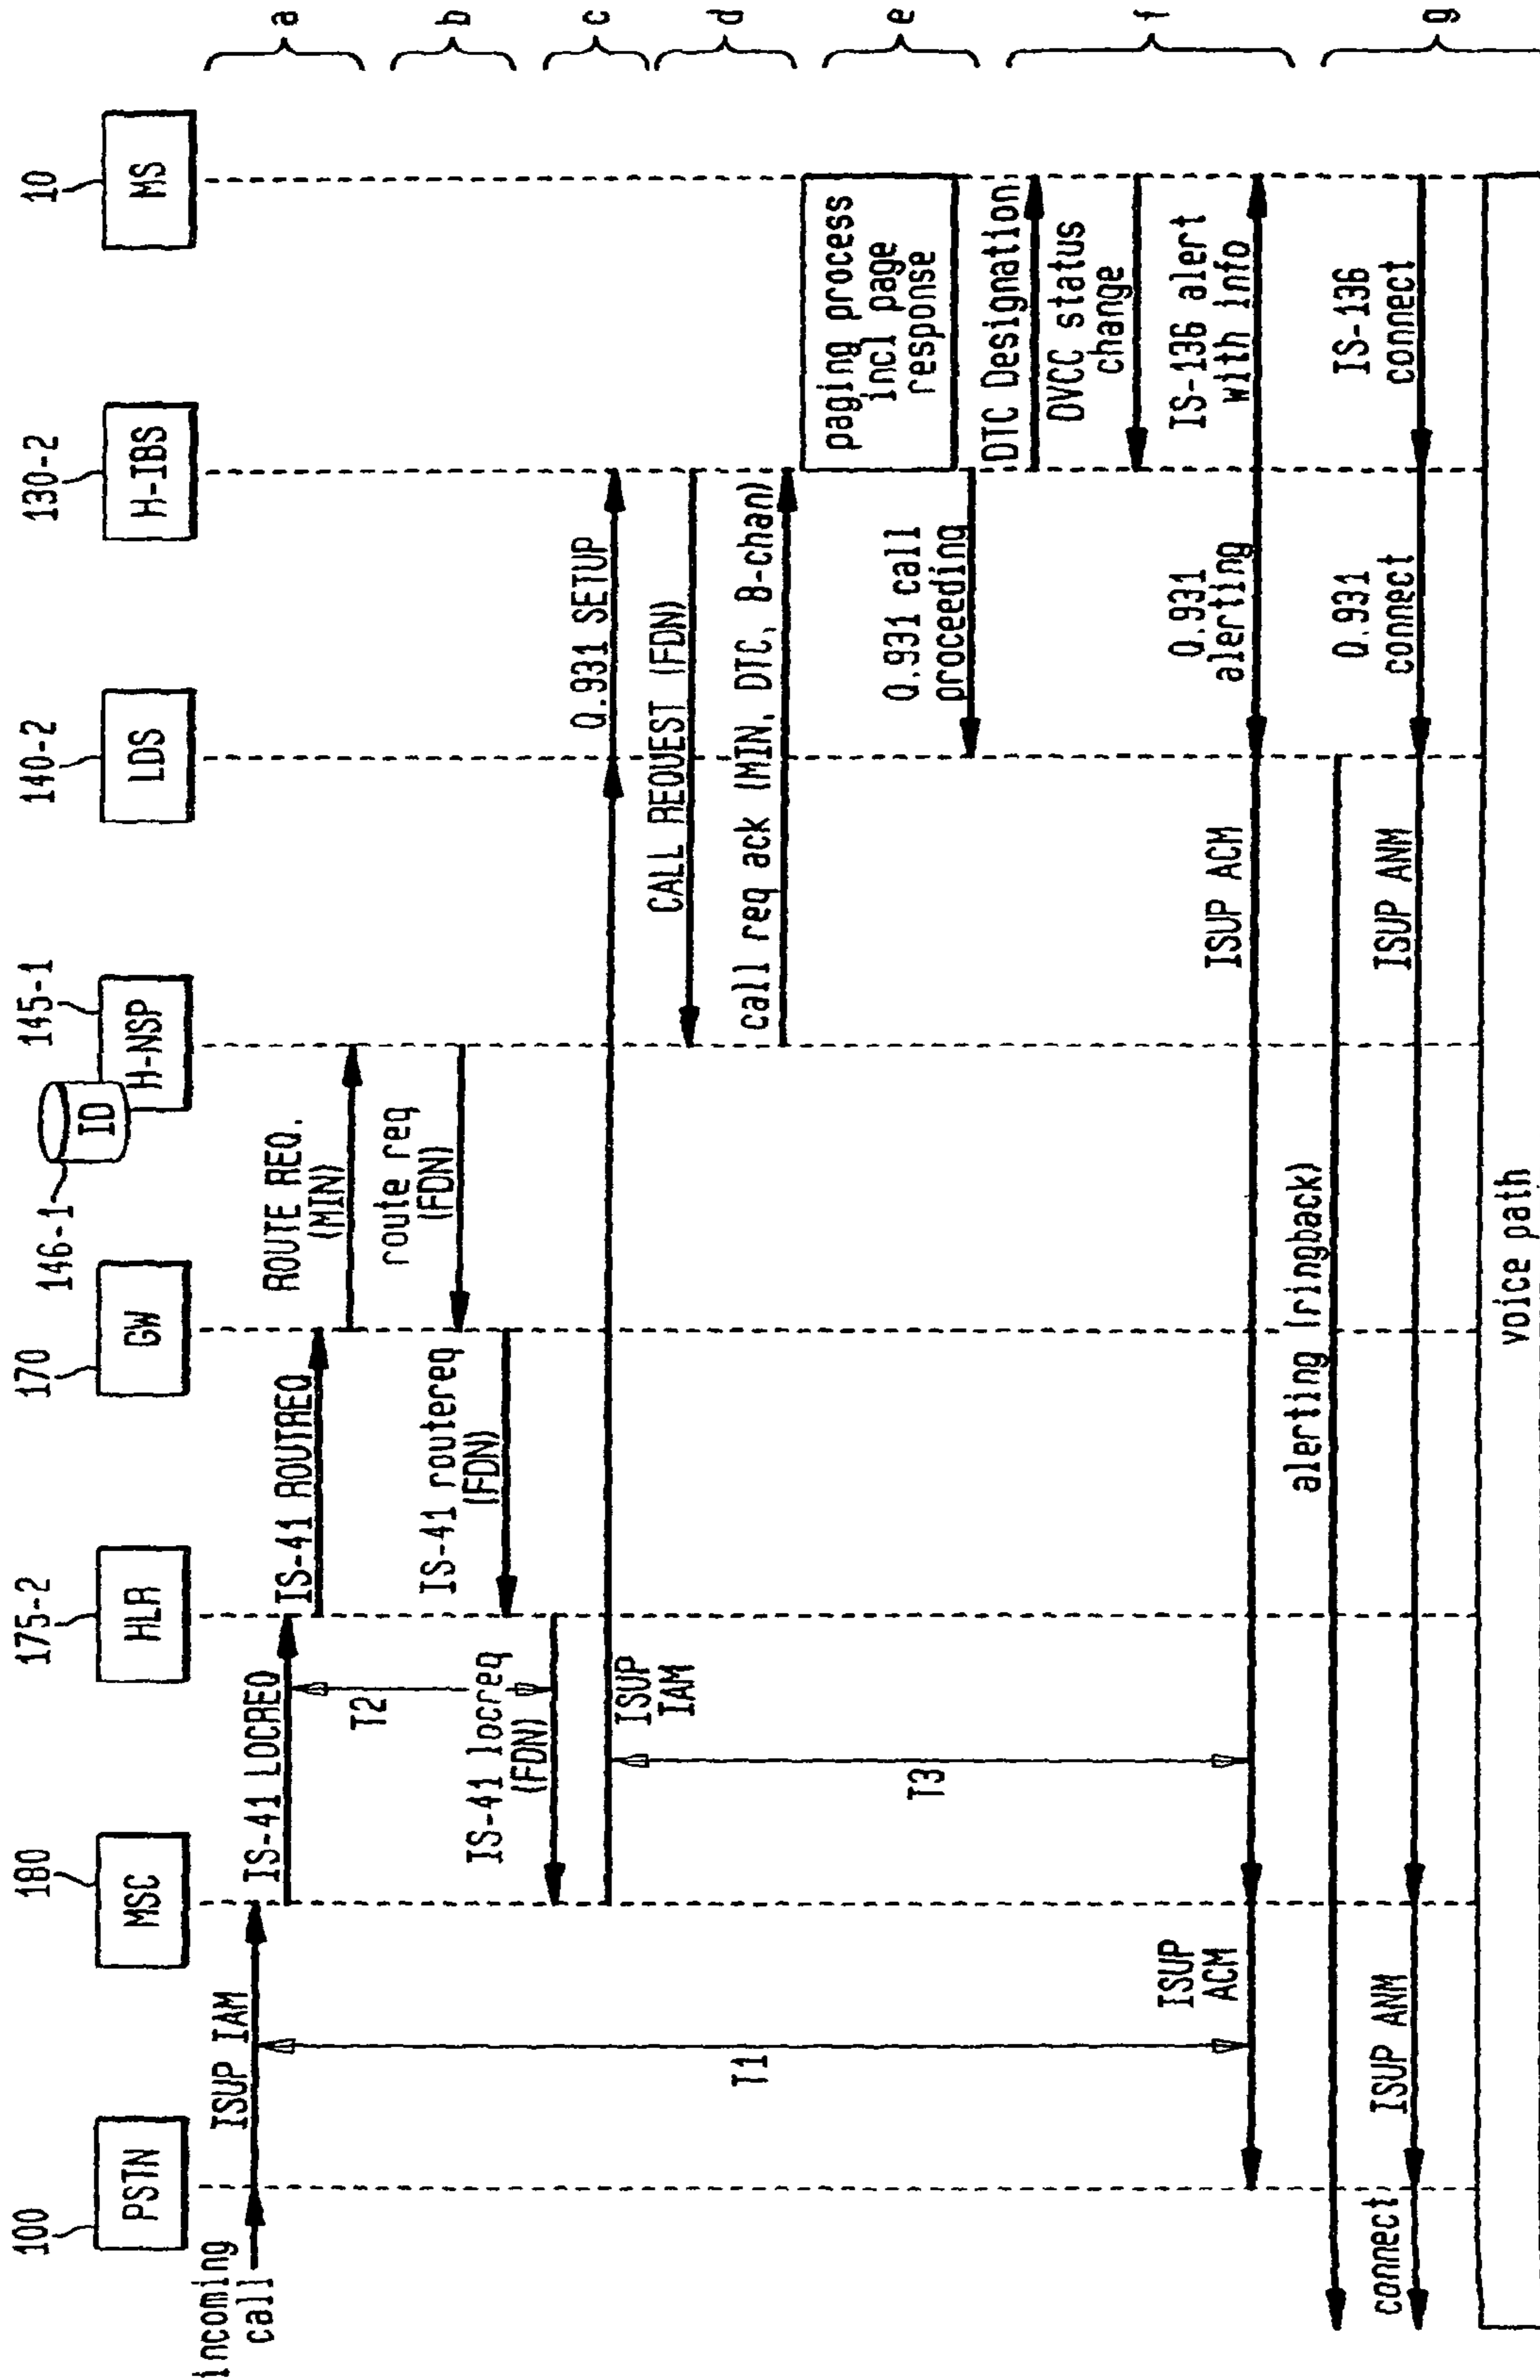 100
180
175-2
170
146-1
145-1
140-2
130-2
10
PSTN
MSC
HLR
GW
ID
H-NSP
LDS
H-IBS
MS
incoming
call
ISUP IAM
IS-41 LOCREQ
IS-41 ROUTREQ
ROUTE REQ.
(MIN)
a
T2
route req
(FDN)
IS-41 routereq
(FDN)
IS-41 locreq
(FDN)
b
ISUP
IAM
Q.931 SETUP
c
CALL REQUEST (FDN)
call req ack (MIN, DTC, B-chan)
d
T1
T3
paging process
incl page
response
Q.931 call
proceeding
e
DTC Designation
DVCC status
change
IS-136 alert
with info
Q.931
alerting
ISUP ACM
ISUP
ACM
f
alerting (ringback)
IS-136
connect
Q.931
connect
ISUP ANM
ISUP ANM
connect
g
voice path